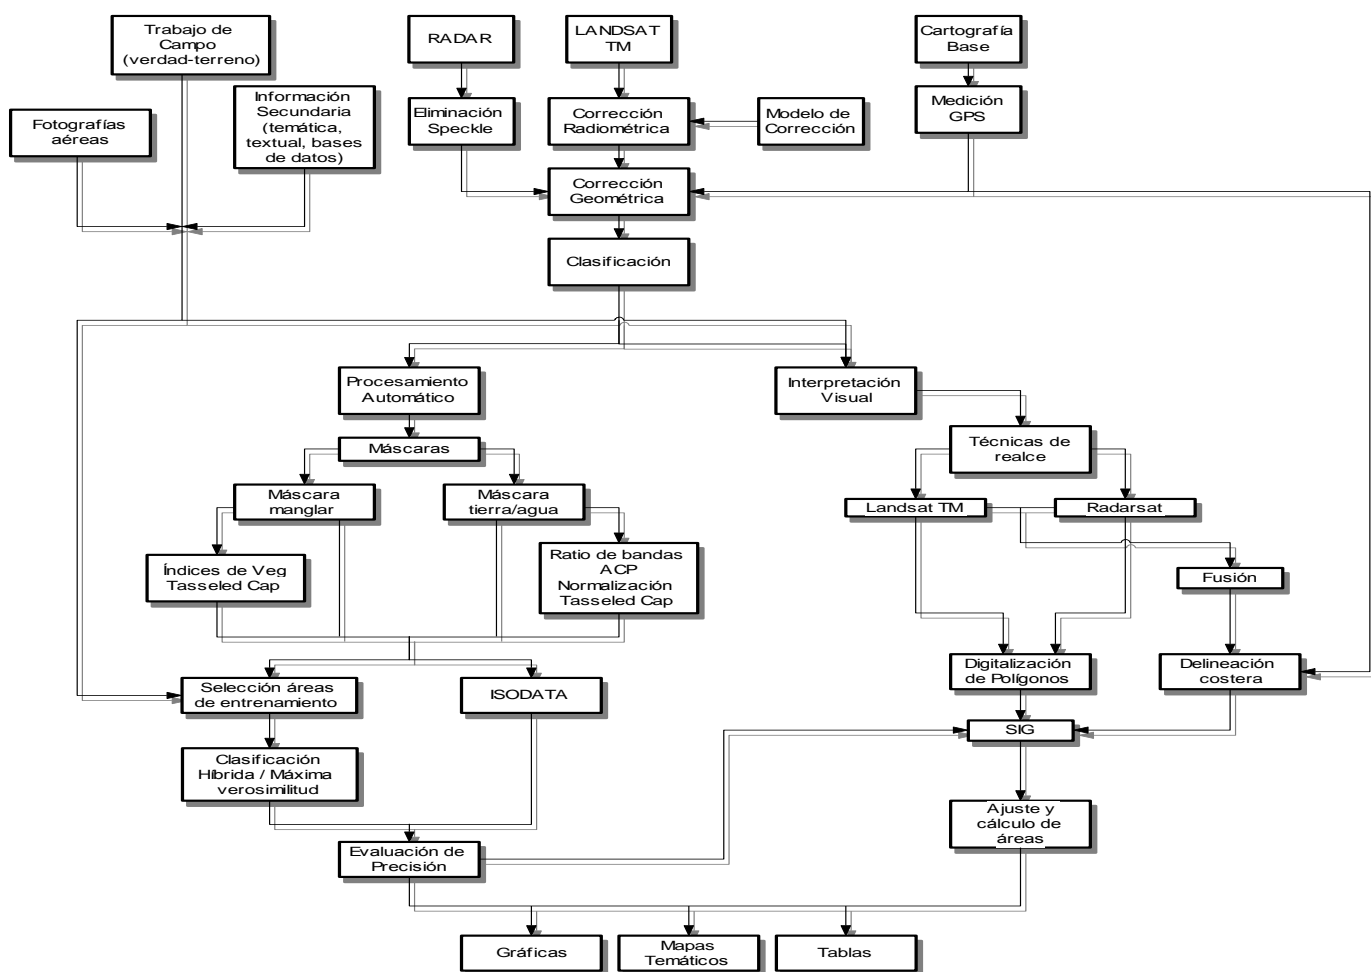 Trabajo de
Campo
(verdad-terreno)
RADAR
LANDSAT
TM
Cartografía
Base
Fotografías
aéreas
Información
Secundaria
(temática,
textual, bases
de datos)
Eliminación
Speckle
Corrección
Radiométrica
Modelo de
Corrección
Medición
GPS
Corrección
Geométrica
Clasificación
Procesamiento
Automático
Interpretación
Visual
Máscaras
Técnicas de
realce
Máscara
manglar
Máscara
tierra/agua
Landsat TM
Radarsat
Índices de Veg
Tasseled Cap
Ratio de bandas
ACP
Normalización
Tasseled Cap
Fusión
Selección áreas
de entrenamiento
ISODATA
Digitalización
de Polígonos
Delineación
costera
SIG
Clasificación
Híbrida / Máxima
verosimilitud
Ajuste y
cálculo de
áreas
Evaluación de
Precisión
Gráficas
Mapas
Temáticos
Tablas